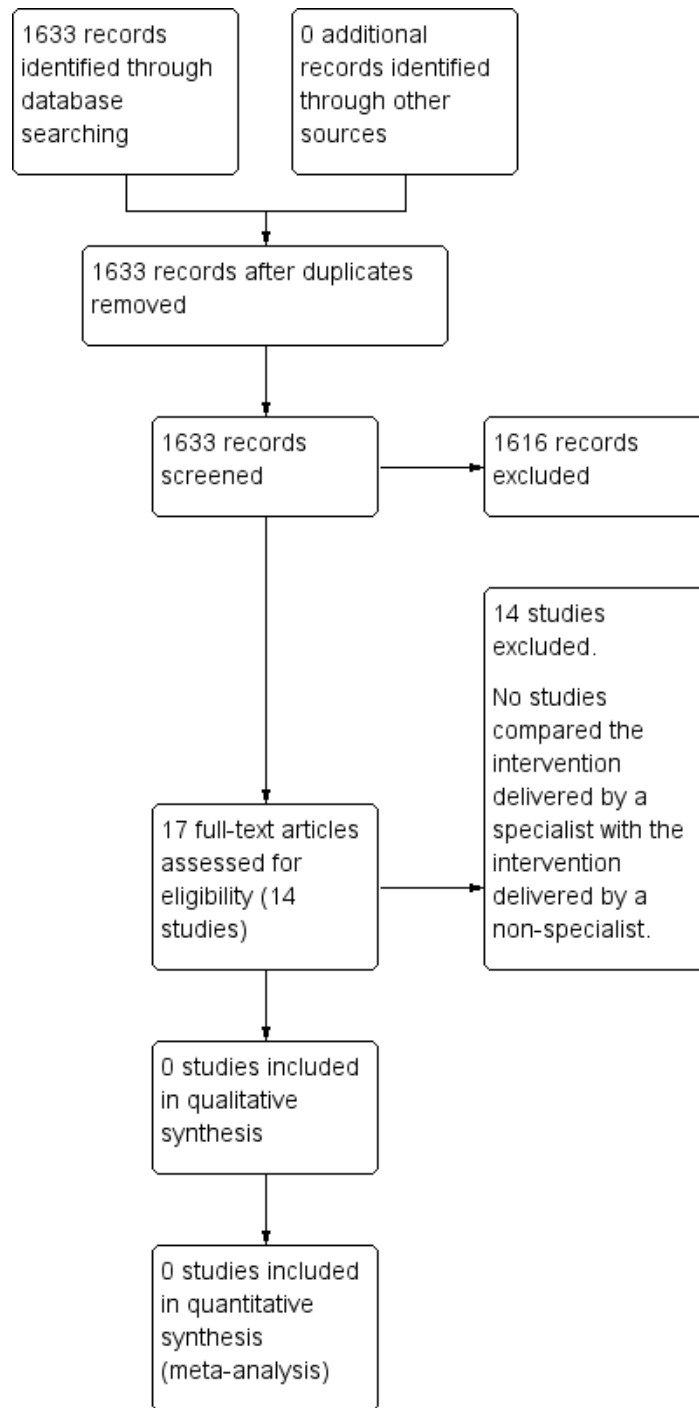 1633 records
identified through
database
searching
0 additional
records identified
through other
sources
1633 records after duplicates
removed
1633 records
screened
1616 records
excluded
14 studies
excluded.
No studies
compared the
intervention
delivered by a
specialist with the
intervention
delivered by a
non-specialist.
17 full-text articles
assessed for
eligibility (14
studies)
0 studies included
in qualitative
synthesis
0 studies included
in quantitative
synthesis
(meta-analysis)